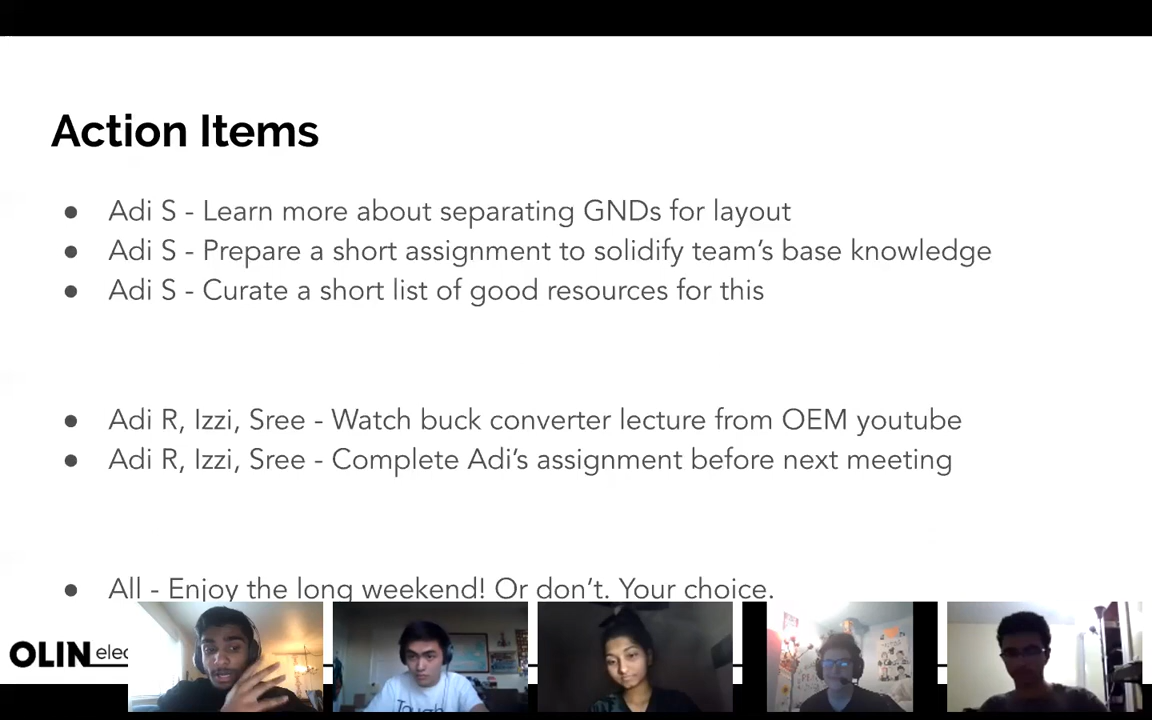 Action Items
● Adi S - Learn more about separating GNDs for layout
● Adi S - Prepare a short assignment to solidify team’s base knowledge
● Adi S - Curate a short list of good resources for this
● Adi R, Izzi, Sree - Watch buck converter lecture from OEM youtube
● Adi R, Izzi, Sree - Complete Adi’s assignment before next meeting
● All - Enjoy the long weekend! Or don’t. Your choice.
OLIN elec
Tough